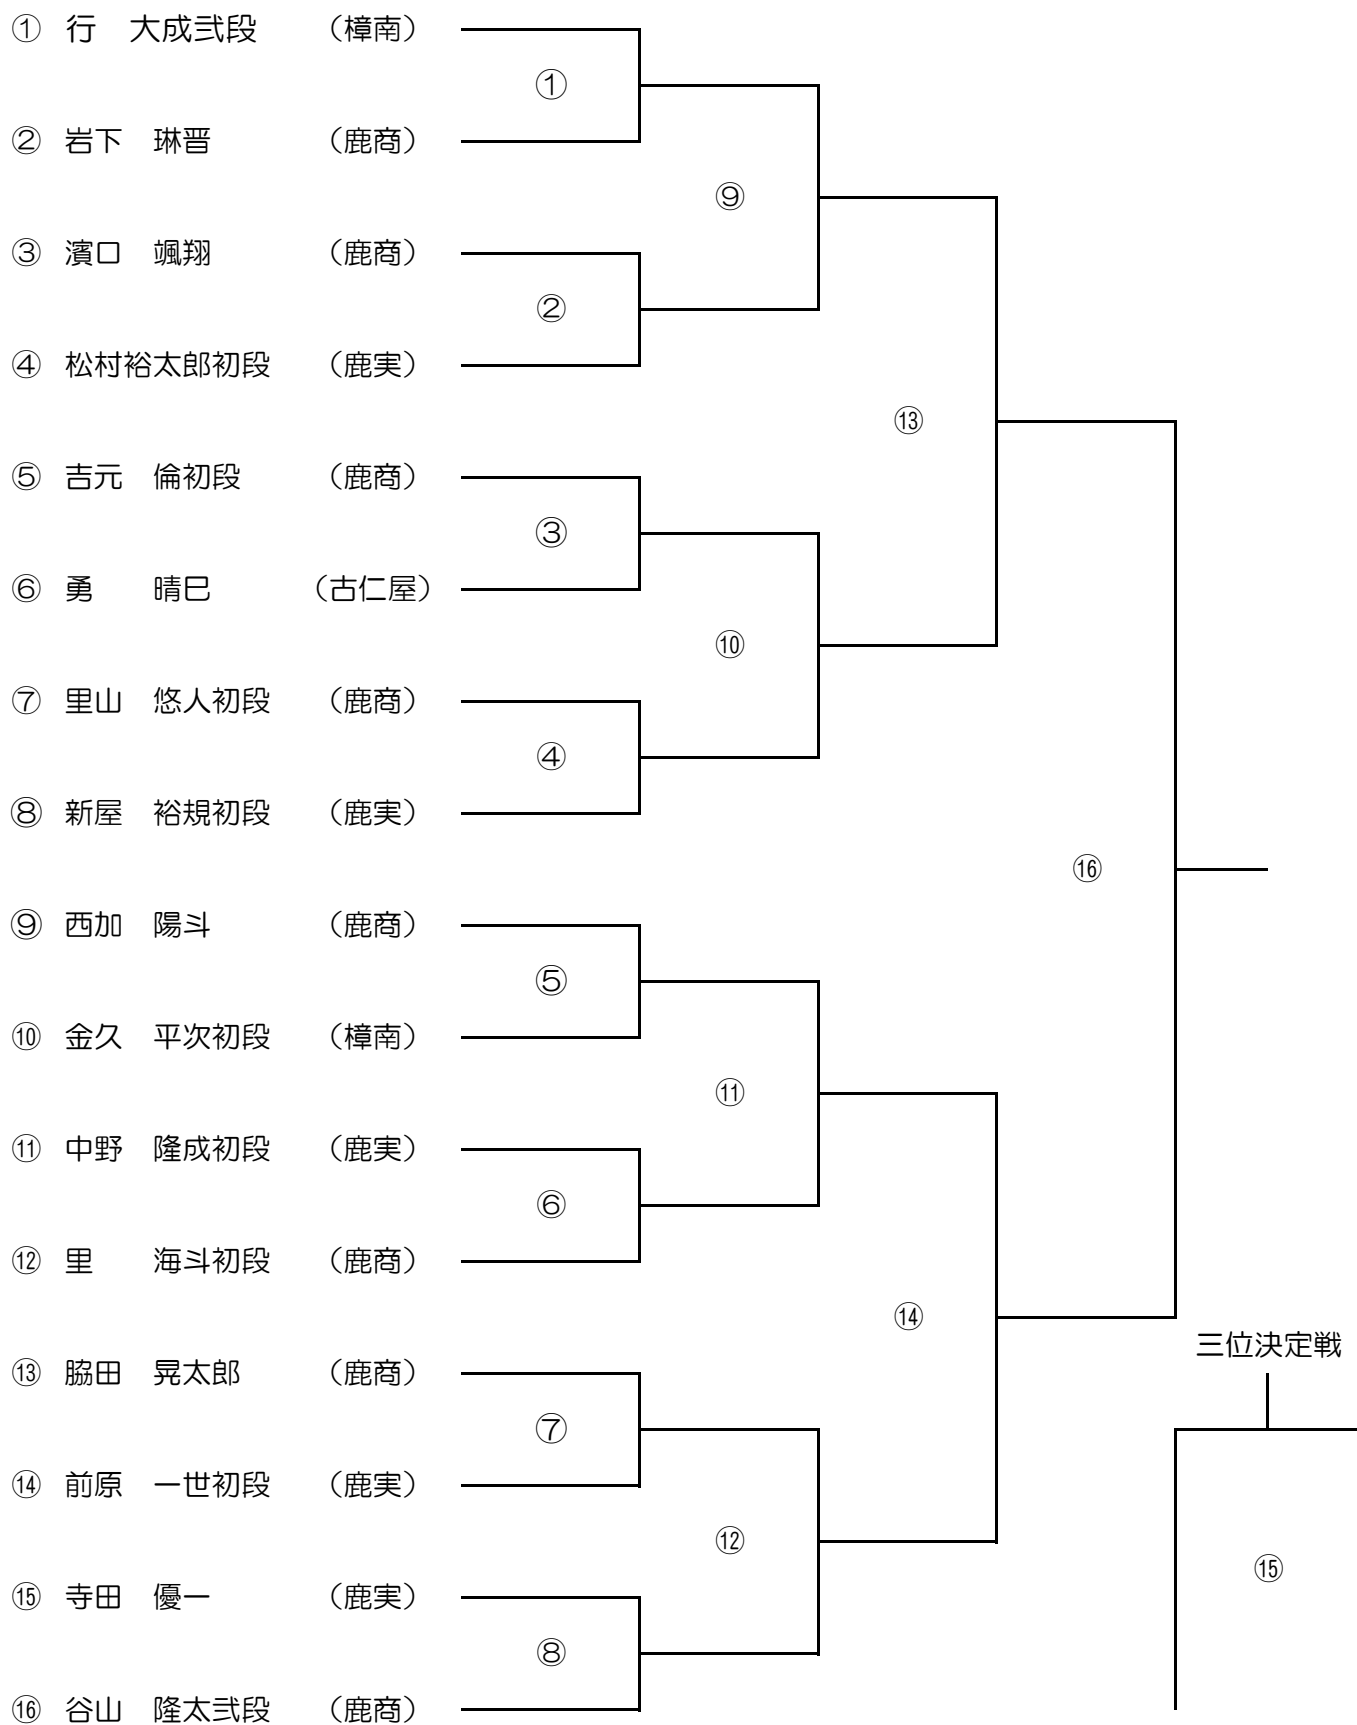 ① 行　大成弐段　（樟南）
①
② 岩下　琳晋　（鹿商）
⑨
③ 濱口　颯翔　（鹿商）
②
④ 松村裕太郎初段　（鹿実）
⑬
⑤ 吉元　倫初段　（鹿商）
③
⑥ 勇　晴巳　（古仁屋）
⑩
⑦ 里山　悠人初段　（鹿商）
④
⑧ 新屋　裕規初段　（鹿実）
⑯
⑨ 西加　陽斗　（鹿商）
⑤
⑩ 金久　平次初段　（樟南）
⑪
⑪ 中野　隆成初段　（鹿実）
⑥
⑫ 里　海斗初段　（鹿商）
⑭
三位決定戦
⑬ 脇田　晃太郎　（鹿商）
⑦
⑭ 前原　一世初段　（鹿実）
⑫
⑮
⑮ 寺田　優一　（鹿実）
⑧
⑯ 谷山　隆太弐段　（鹿商）